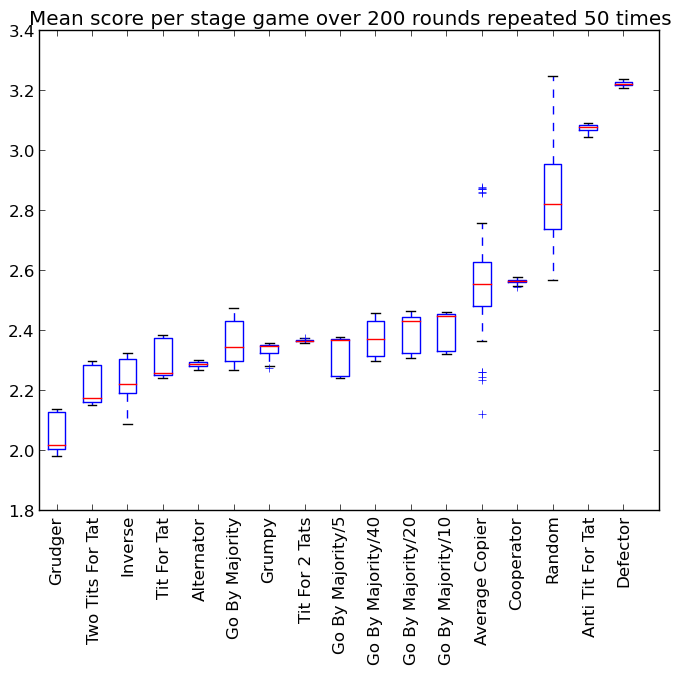 Mean score per stage game over 200 rounds repeated 50 times
3.4
3.2
3.0
2.8
2.6
2.4
2.2
2.0
1.8
Grudger
Two Tits For Tat
Inverse
Tit For Tat
Alternator
Go By Majority
Grumpy
Tit For 2 Tats
Go By Majority/5
Go By Majority/40
Go By Majority/20
Go By Majority/10
Average Copier
Cooperator
Random
Anti Tit For Tat
Defector